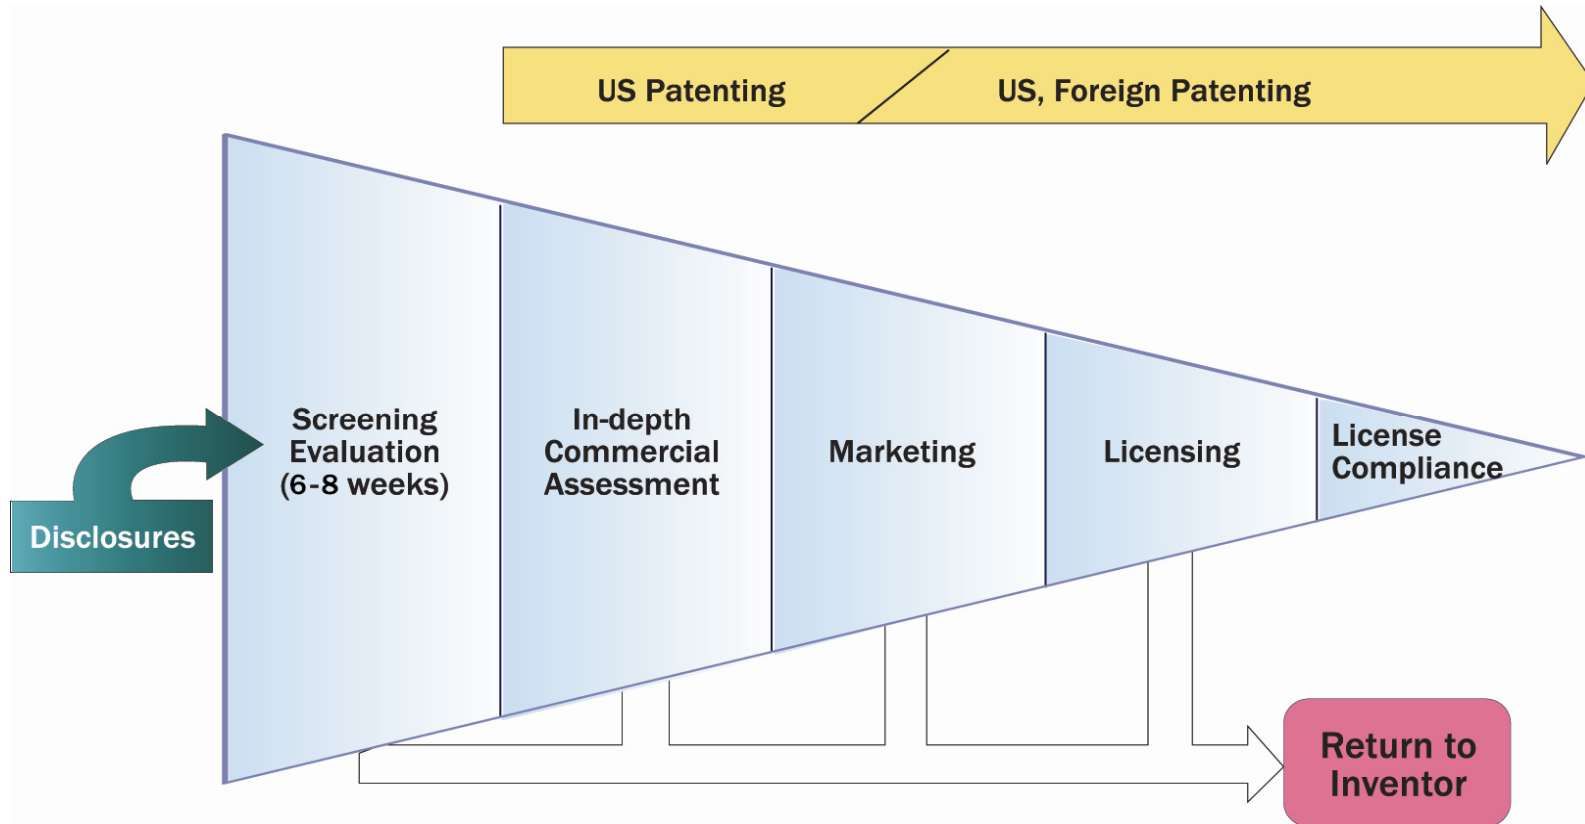 US Patenting
US, Foreign Patenting
Disclosures
Screening
Evaluation
(6-8 weeks)
In-depth
Commercial
Assessment
Marketing
Licensing
License
Compliance
Return to
Inventor